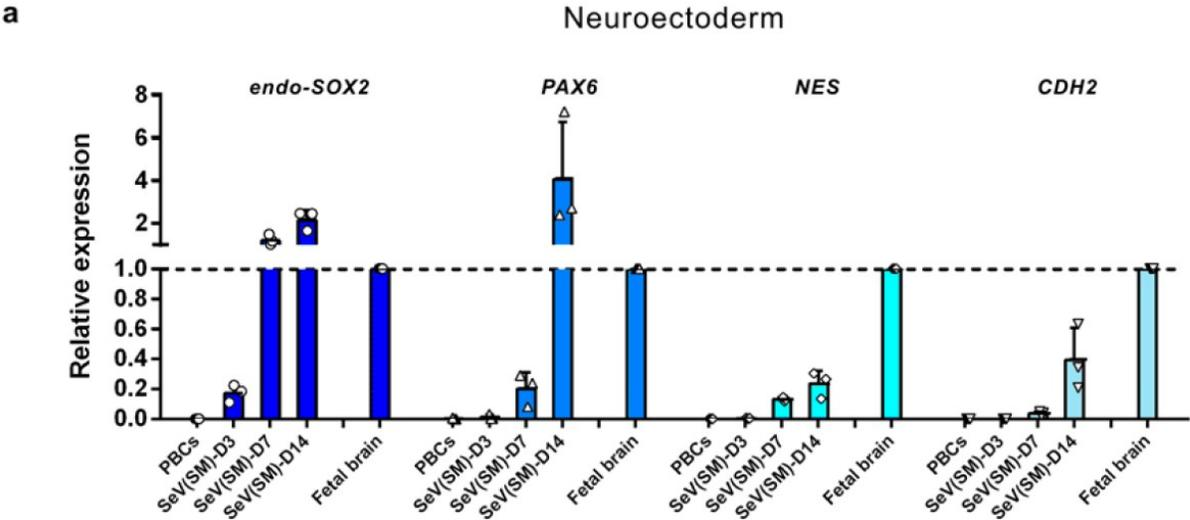 a
Neuroectoderm
endo-SOX2 PAX6 NES CDH2
Relative expression
8
6
4
2
1.0
0.8
0.6
0.4
0.2
0.0
PBCs SeV(SM)-D3 SeV(SM)-D7 SeV(SM)-D14 Fetal brain PBCs SeV(SM)-D3 SeV(SM)-D7 SeV(SM)-D14 Fetal brain PBCs SeV(SM)-D3 SeV(SM)-D7 SeV(SM)-D14 Fetal brain PBCs SeV(SM)-D3 SeV(SM)-D7 SeV(SM)-D14 Fetal brain